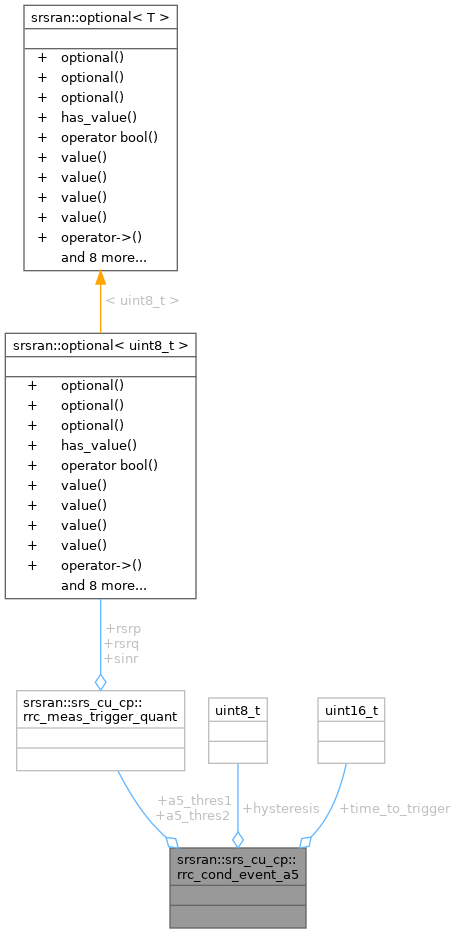 srsran::optional< T >
+ optional()
+ optional()
+ optional()
+ has_value()
+ operator bool()
+ value()
+ value()
+ value()
+ value()
+ operator->()
and 8 more...
< uint8_t >
srsran::optional< uint8_t >
+ optional()
+ optional()
+ optional()
+ has_value()
+ operator bool()
+ value()
+ value()
+ value()
+ value()
+ operator->()
and 8 more...
+rsrp
+rsrq
+sinr
srsran::srs_cu_cp::
rrc_meas_trigger_quant
uint8_t
uint16_t
+a5_thres1
+a5_thres2
+hysteresis
+time_to_trigger
srsran::srs_cu_cp::
rrc_cond_event_a5